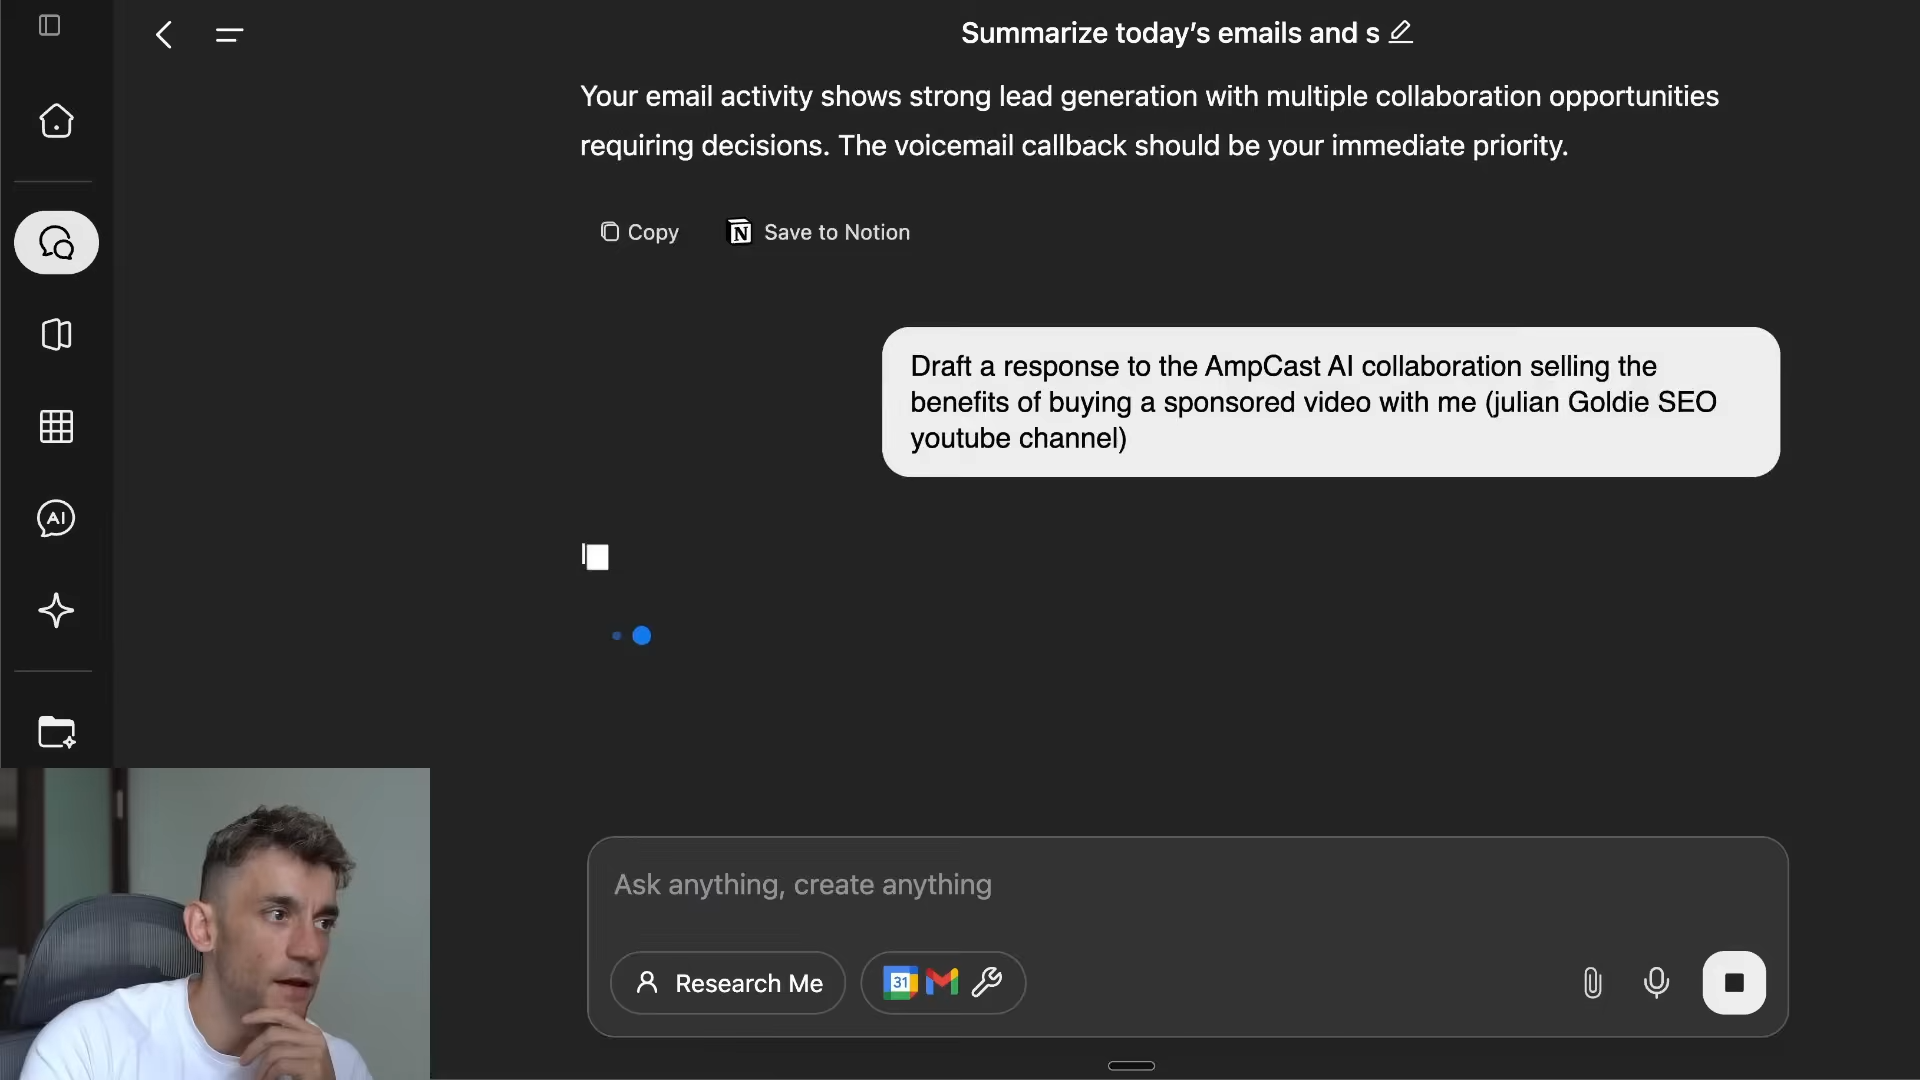 Summarize today’s emails and s
Your email activity shows strong lead generation with multiple collaboration opportunities
requiring decisions. The voicemail callback should be your immediate priority.
Copy
Save to Notion
Draft a response to the AmpCast AI collaboration selling the
benefits of buying a sponsored video with me (julian Goldie SEO
youtube channel)
AI
Ask anything, create anything
Research Me
31